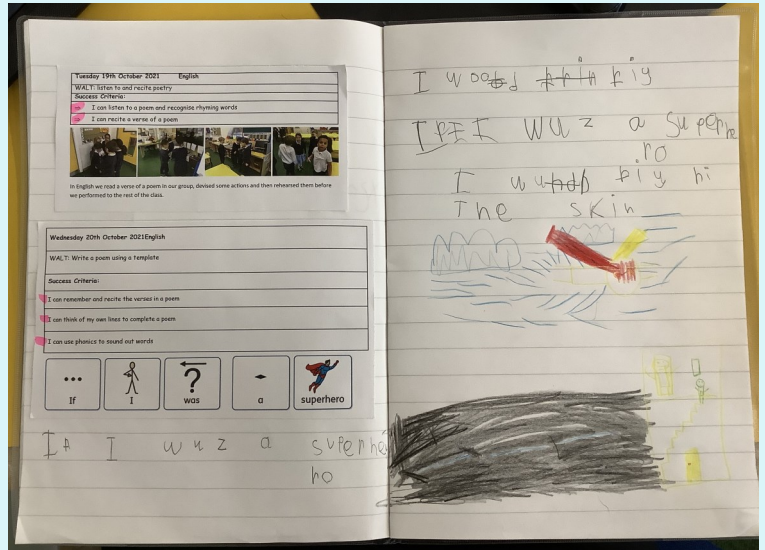 Tuesday 19th October 2021 English
WALT: listen to and recite poetry
Success Criteria:
I can listen to a poem and recognise rhyming words
I can recite a verse of a poem
In English we read a verse of a poem in our group, devised some actions and then rehearsed them before
we performed to the rest of the class.
Wednesday 20th October 2021English
WALT: Write a poem using a template
Success Criteria:
I can remember and recite the verses in a poem
I can think of my own lines to complete a poem
I can use phonics to sound out words
... ?
If I was a superhero
I wuz a superhe
ro
I
I wuz a superhe
ro
I
The skin